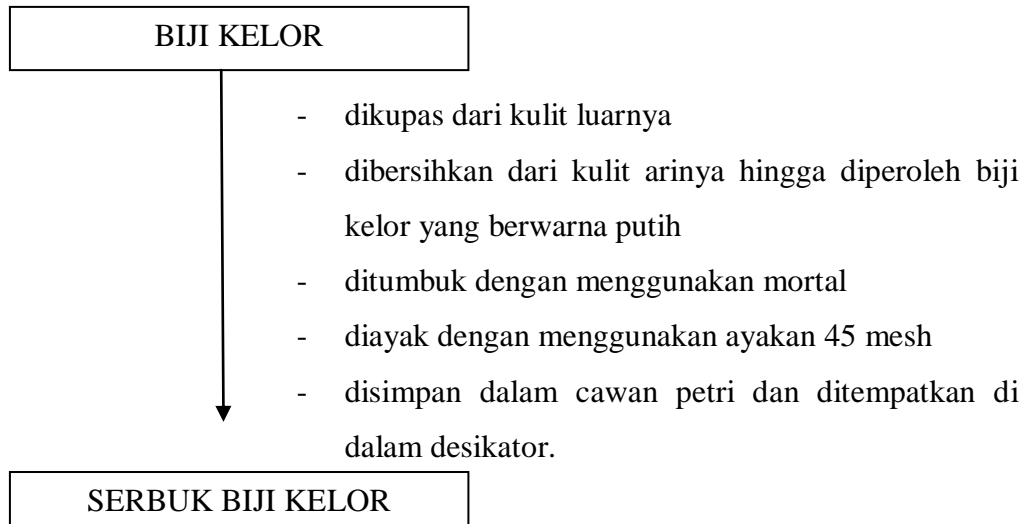 BIJI KELOR
- dikupas dari kulit luarnya
- dibersihkan dari kulit arinya hingga diperoleh biji
kelor yang berwarna putih
- ditumbuk dengan menggunakan mortal
- diayak dengan menggunakan ayakan 45 mesh
- disimpan dalam cawan petri dan ditempatkan di
dalam desikator.
SERBUK BIJI KELOR